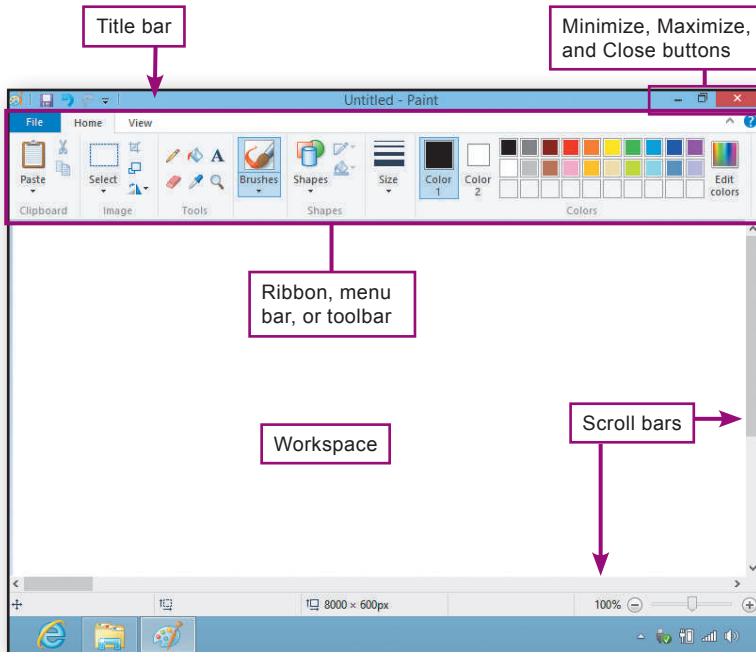 Title bar
Minimize, Maximize,
and Close buttons
Untitled - Paint
File Home View
Paste Select Brushes Shapes Size Color 1 Color 2 Edit colors
Clipboard Image Tools Shapes Colors
Ribbon, menu
bar, or toolbar
Workspace
Scroll bars
8000 × 600px 100%